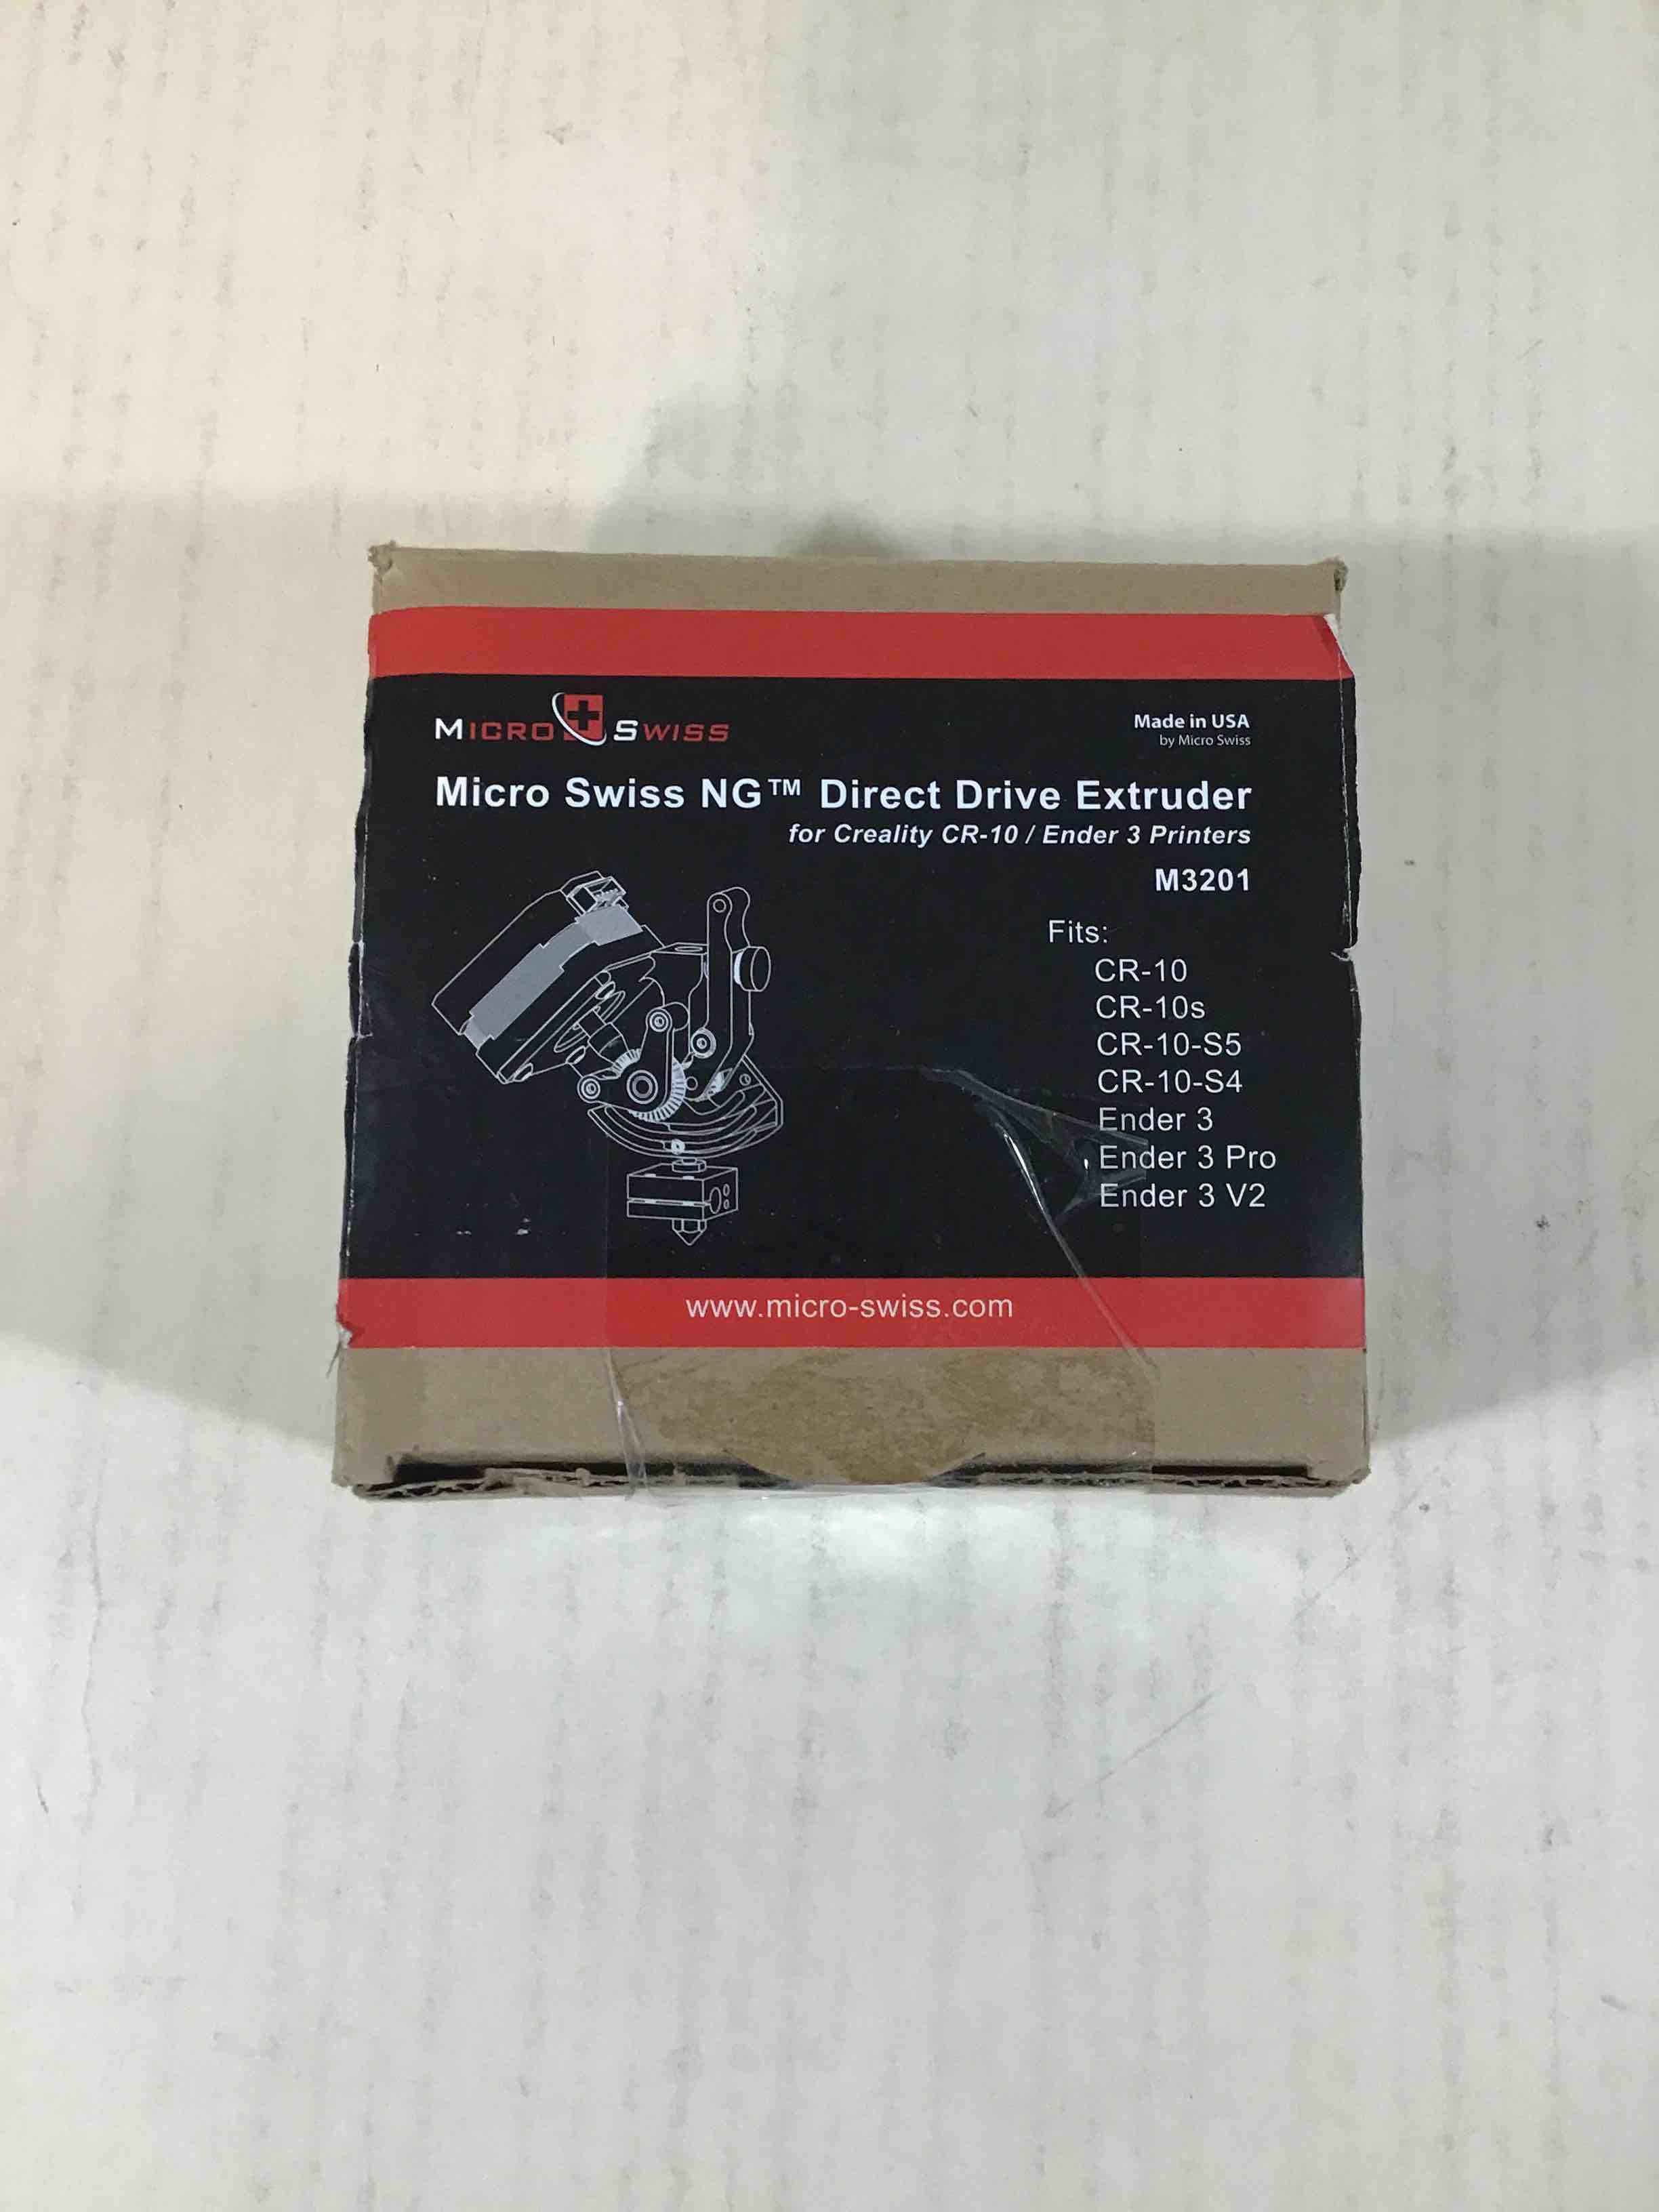 MICRO SWISS
Made in USA
by Micro Swiss
Micro Swiss NG™ Direct Drive Extruder
for Creality CR-10 / Ender 3 Printers
M3201
Fits:
CR-10
CR-10s
CR-10-S5
CR-10-S4
Ender 3
Ender 3 Pro
Ender 3 V2
www.micro-swiss.com